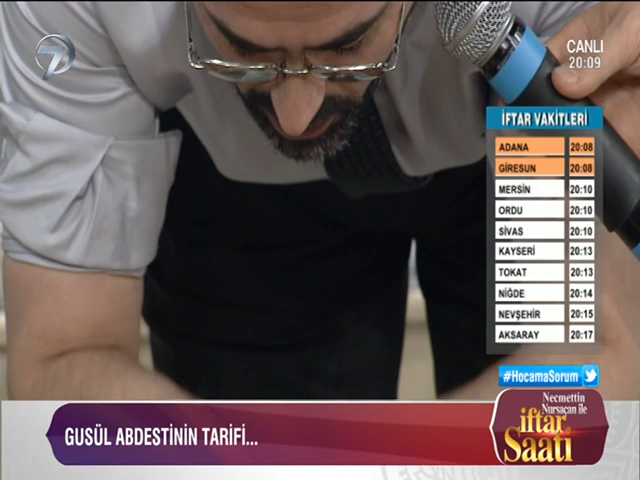 7
CANLI
20:09
İFTAR VAKİTLERİ
ADANA 20:08
GİRESUN 20:08
MERSİN 20:10
ORDU 20:10
SİVAS 20:10
KAYSERİ 20:13
TOKAT 20:13
NİĞDE 20:14
NEVŞEHİR 20:15
AKSARAY 20:17
#HocamaSorum
Necmettin
Nursaçan ile
iftar
Saati
GUSÜL ABDESTİNİN TARİFİ...